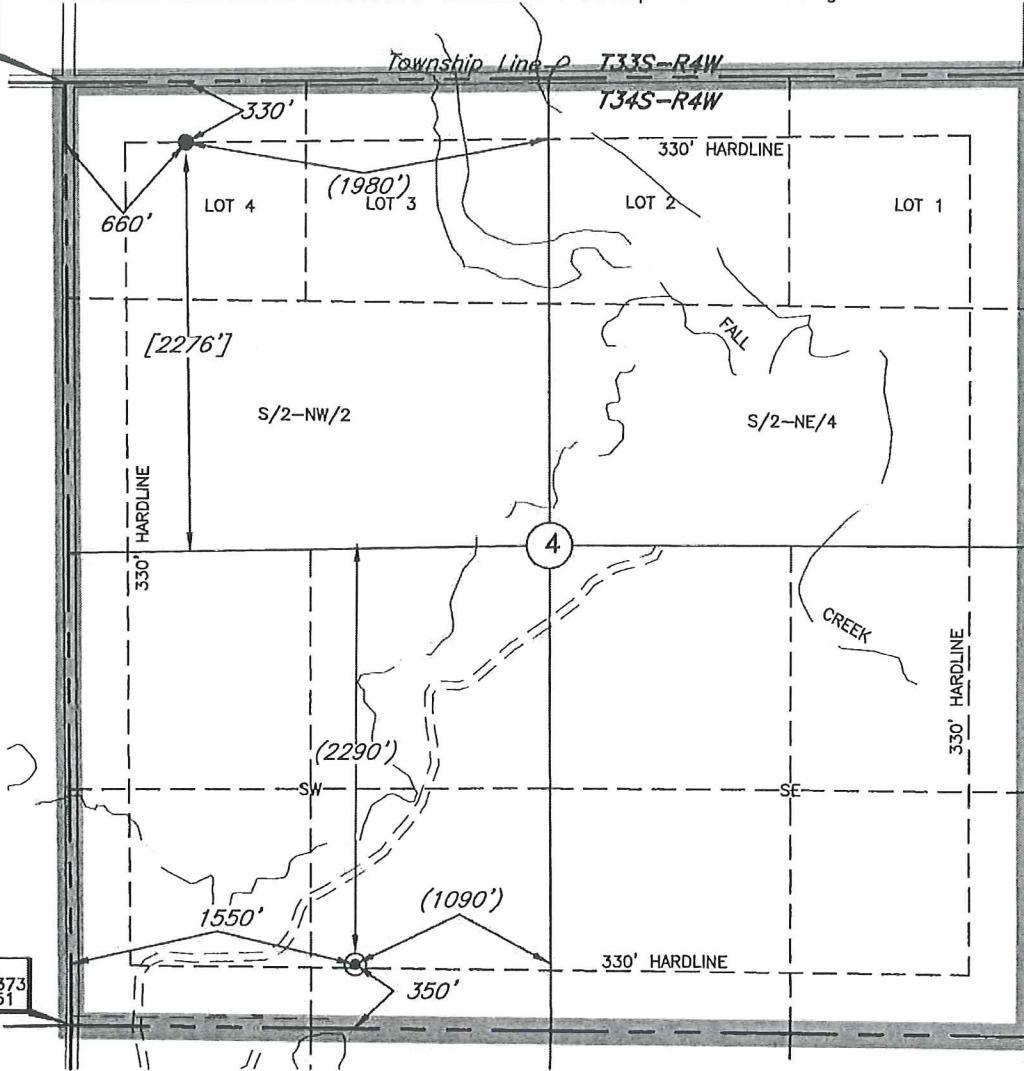 Township Line
T33S-R4W
T34S-R4W
330'
330' HARDLINE
(1980')
LOT 4
LOT 3
LOT 2
LOT 1
660'
[2276']
FALL
S/2-NW/2
S/2-NE/4
330' HARDLINE
4
CREEK
330' HARDLINE
(2290')
SW
SE
1550'
(1090')
330' HARDLINE
350'
373
51